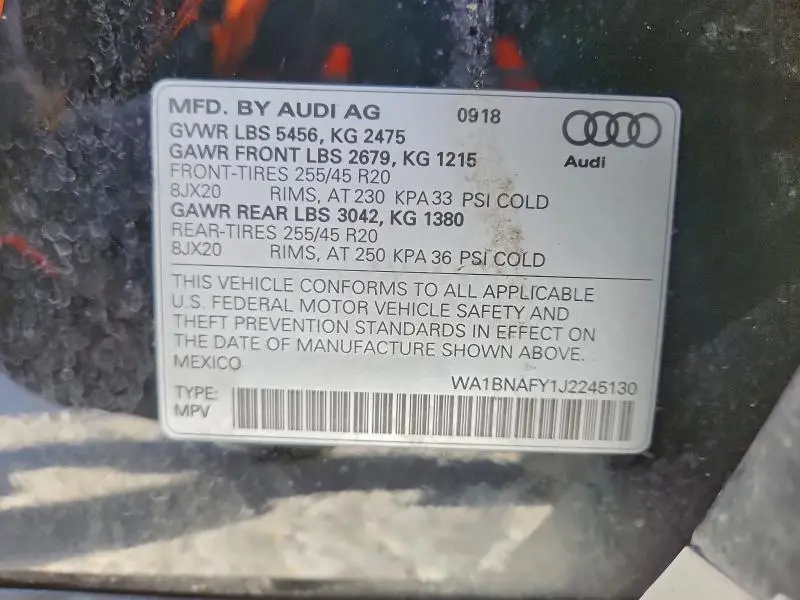 MFD. BY AUDI AG 0918
GVWR LBS 5456, KG 2475
GAWR FRONT LBS 2679, KG 1215
FRONT-TIRES 255/45 R20
8JX20 RIMS, AT 230 KPA 33 PSI COLD
GAWR REAR LBS 3042, KG 1380
REAR-TIRES 255/45 R20
8JX20 RIMS, AT 250 KPA 36 PSI COLD
Audi
THIS VEHICLE CONFORMS TO ALL APPLICABLE
U.S. FEDERAL MOTOR VEHICLE SAFETY AND
THEFT PREVENTION STANDARDS IN EFFECT ON
THE DATE OF MANUFACTURE SHOWN ABOVE.
MEXICO
WA1BNAFY1J2245130
TYPE:
MPV